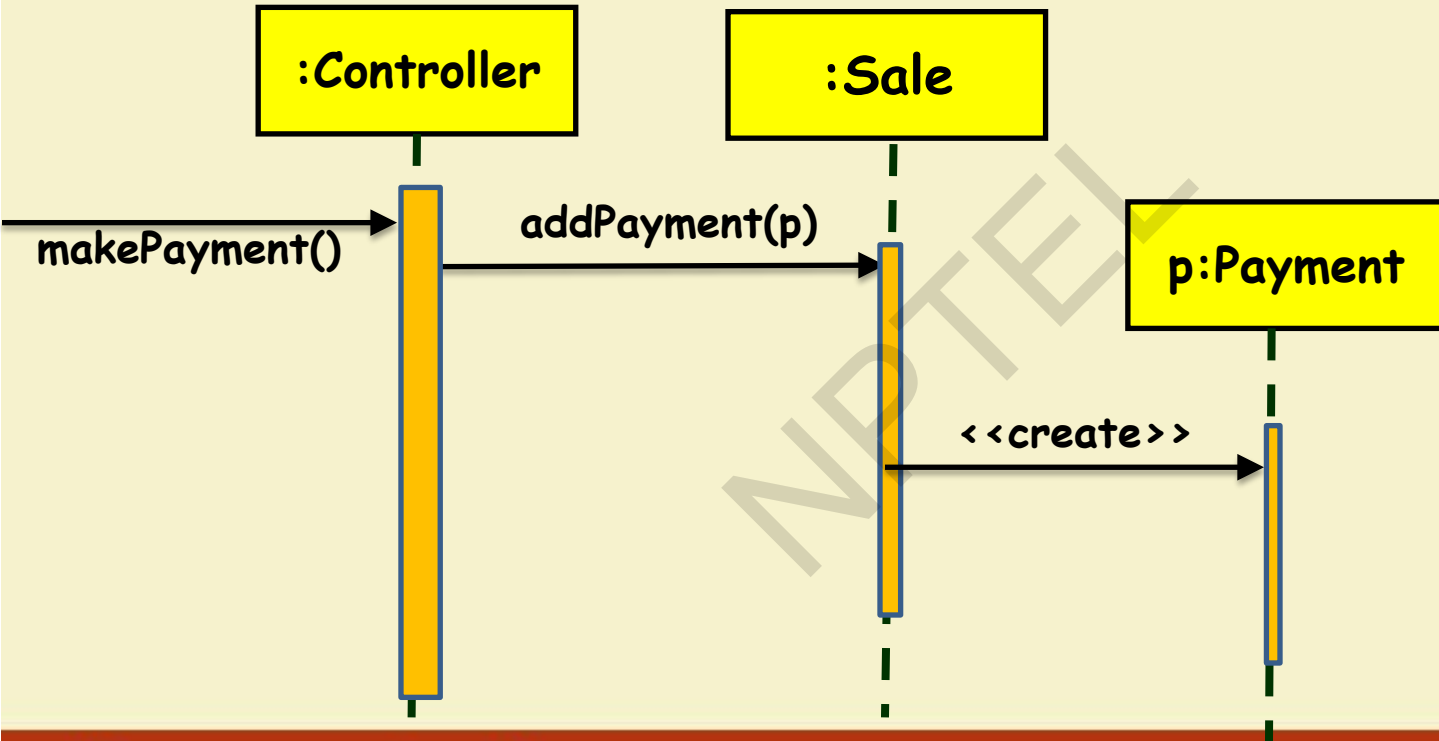 :Controller
:Sale
makePayment()
addPayment(p)
p:Payment
<<create>>
NPTEL